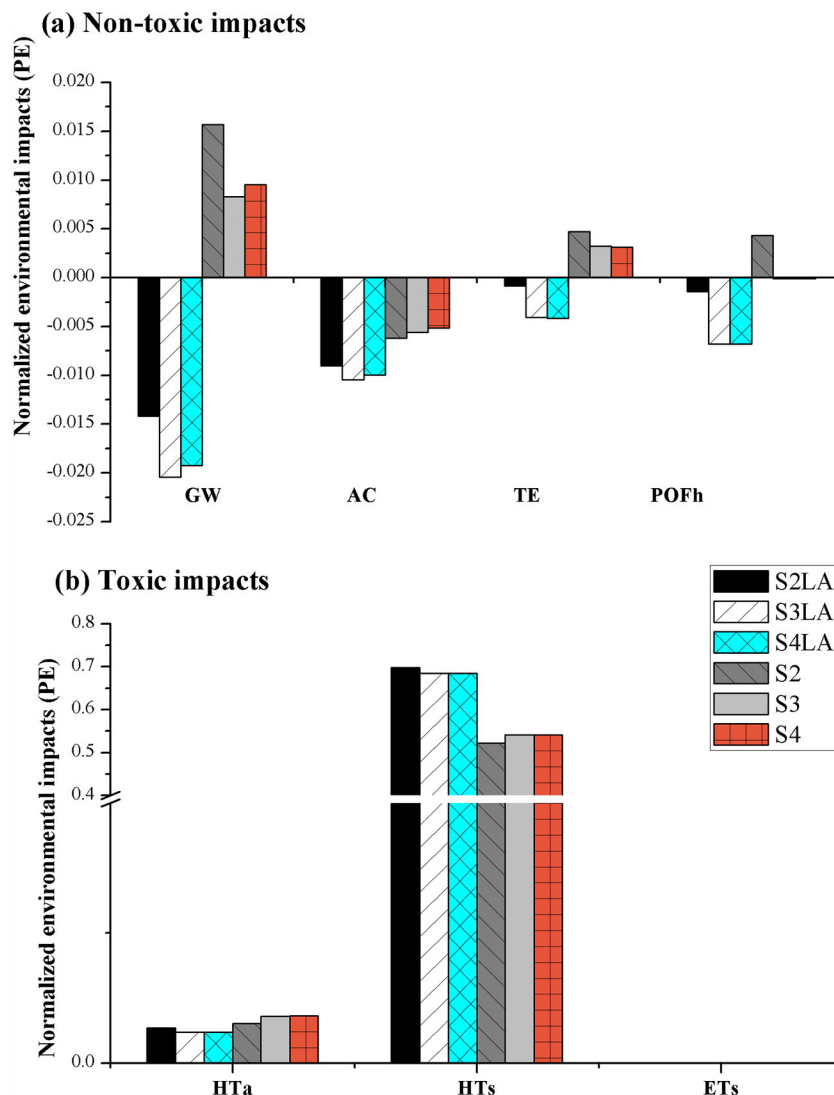 (a) Non-toxic impacts
Normalized environmental impacts (PE)
0.020
0.015
0.010
0.005
0.000
-0.005
-0.010
-0.015
-0.020
-0.025
GW AC TE POFh
(b) Toxic impacts
Normalized environmental impacts (PE)
0.8
0.7
0.6
0.5
0.4
0.0
HTa HTs ETs
S2LA
S3LA
S4LA
S2
S3
S4